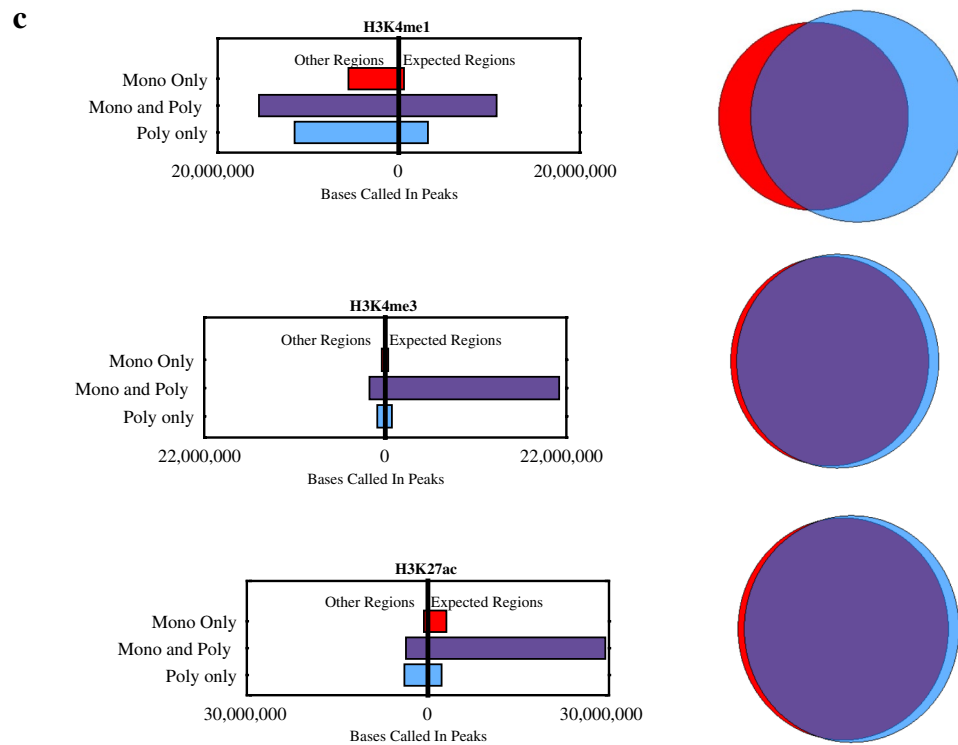 c
H3K4me1
Other Regions Expected Regions
Mono Only
Mono and Poly
Poly only
20,000,000 0 20,000,000
Bases Called In Peaks
H3K4me3
Other Regions Expected Regions
Mono Only
Mono and Poly
Poly only
22,000,000 0 22,000,000
Bases Called In Peaks
H3K27ac
Other Regions Expected Regions
Mono Only
Mono and Poly
Poly only
30,000,000 0 30,000,000
Bases Called In Peaks